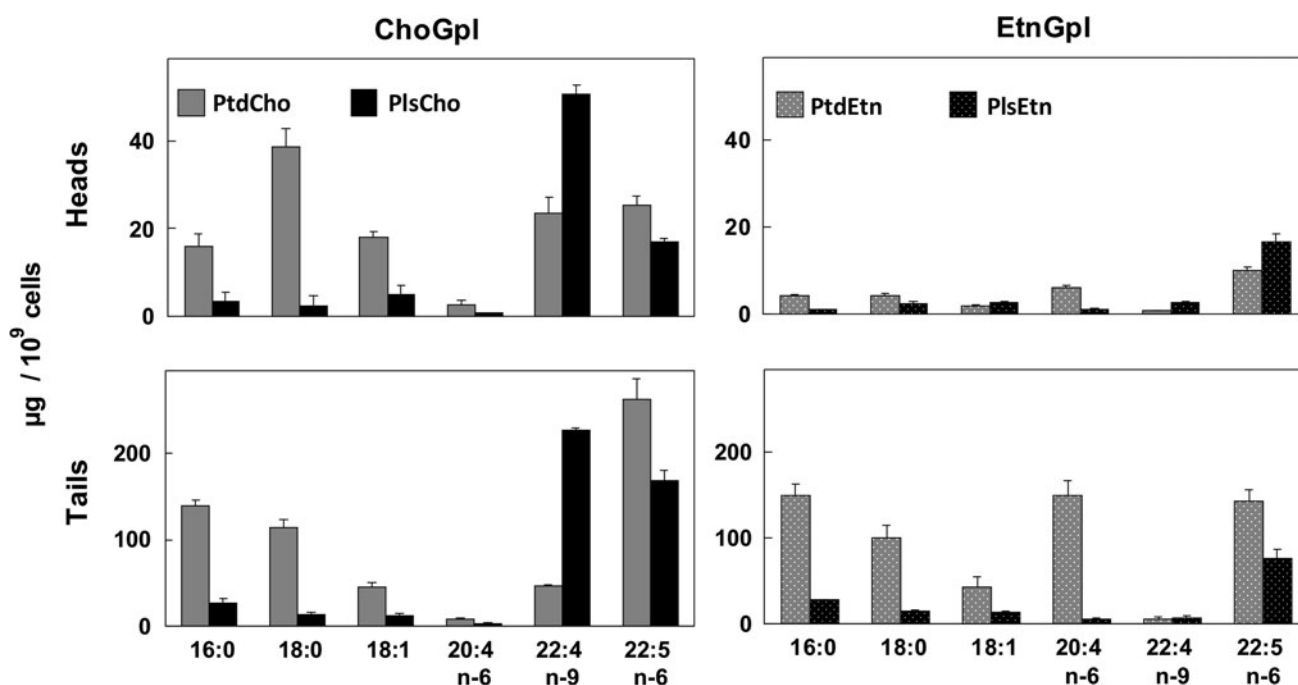 ChoGpl
EtnGpl
PtdCho
PlsCho
PtdEtn
PlsEtn
Heads
40
20
0
40
20
0
µg / 10⁹ cells
Tails
200
100
0
200
100
0
16:0 18:0 18:1 20:4 22:4 22:5
n-6 n-9 n-6
16:0 18:0 18:1 20:4 22:4 22:5
n-6 n-9 n-6